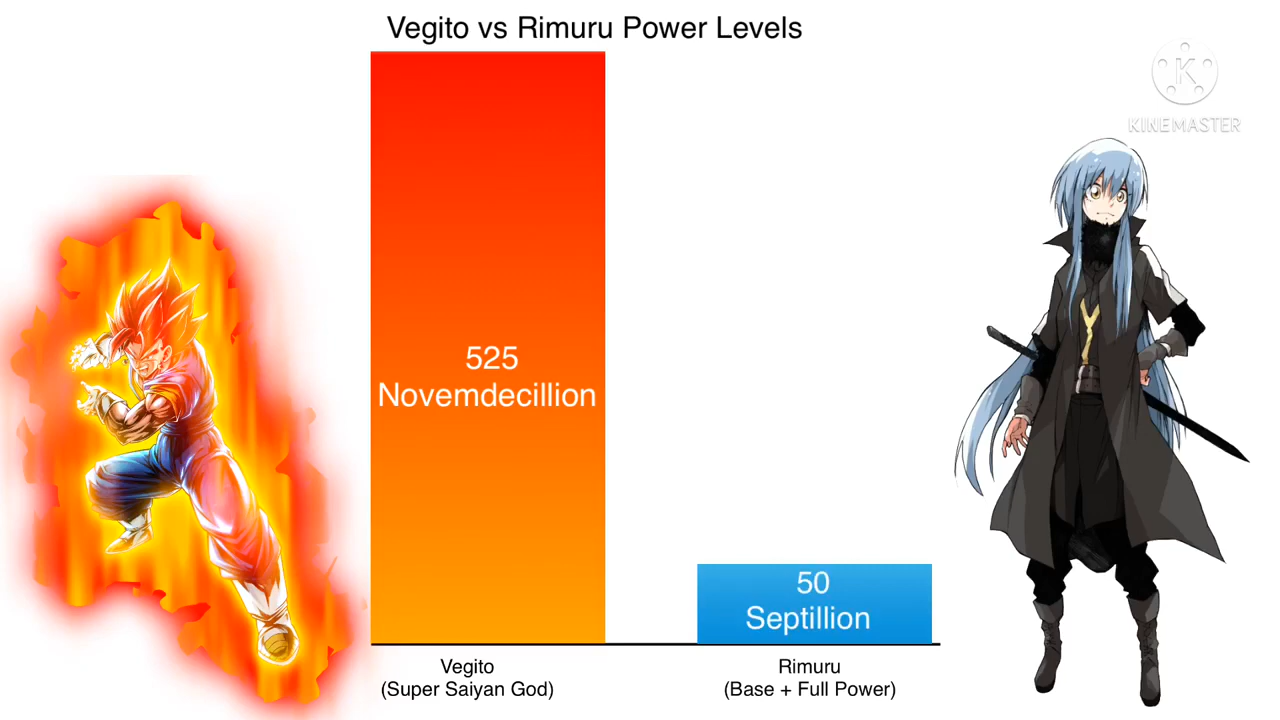 Vegito vs Rimuru Power Levels
K
KINEMASTER
525
Novemdecillion
50
Septillion
Vegito
(Super Saiyan God)
Rimuru
(Base + Full Power)